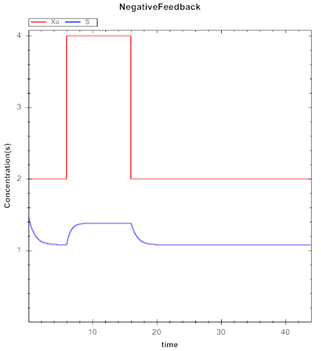 NegativeFeedback
Xo S
4
3
2
1
Concentration(s)
10 20 30 40
time